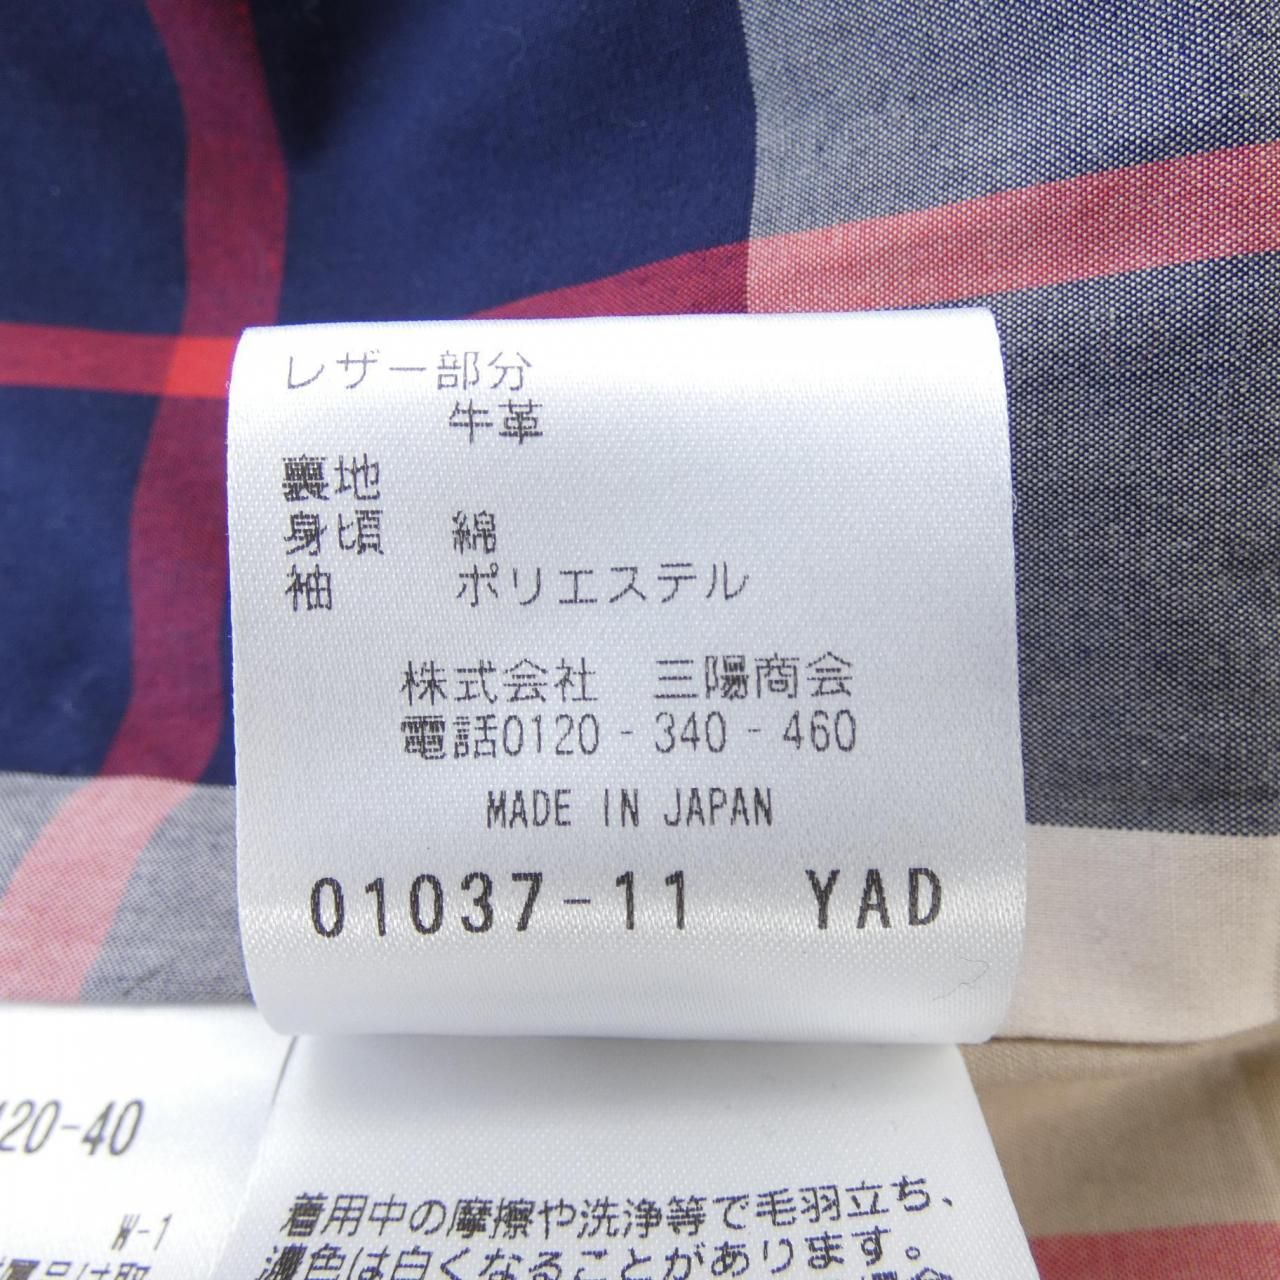 レザー部分
牛革
裏地
身頃 綿
袖 ポリエステル
株式会社 三陽商会
電話0120-340-460
MADE IN JAPAN
01037-11 YAD
120-40
W-1
着用中の摩擦や洗浄等で毛羽立ち、
濃色は白くなることがあります。